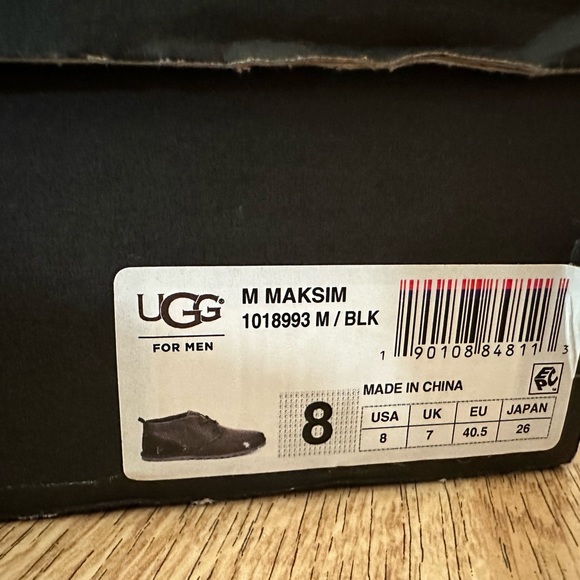 UGG®
FOR MEN
M MAKSIM
1018993 M / BLK
1 90108 84811 3
MADE IN CHINA
8
USA UK EU JAPAN
8 7 40.5 26